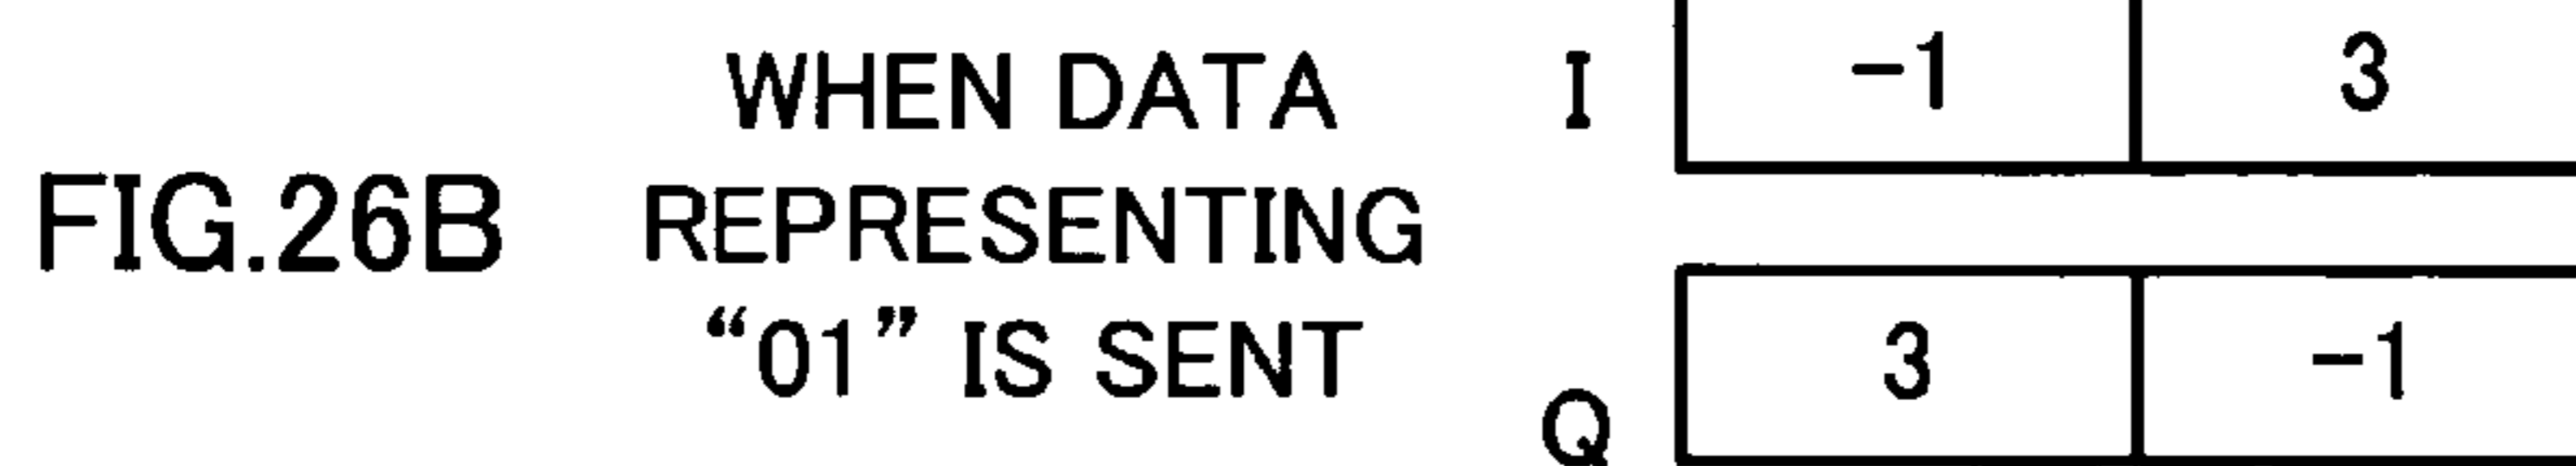 WHEN DATA I -1 3
FIG.26B REPRESENTING
“01” IS SENT 3 -1
Q